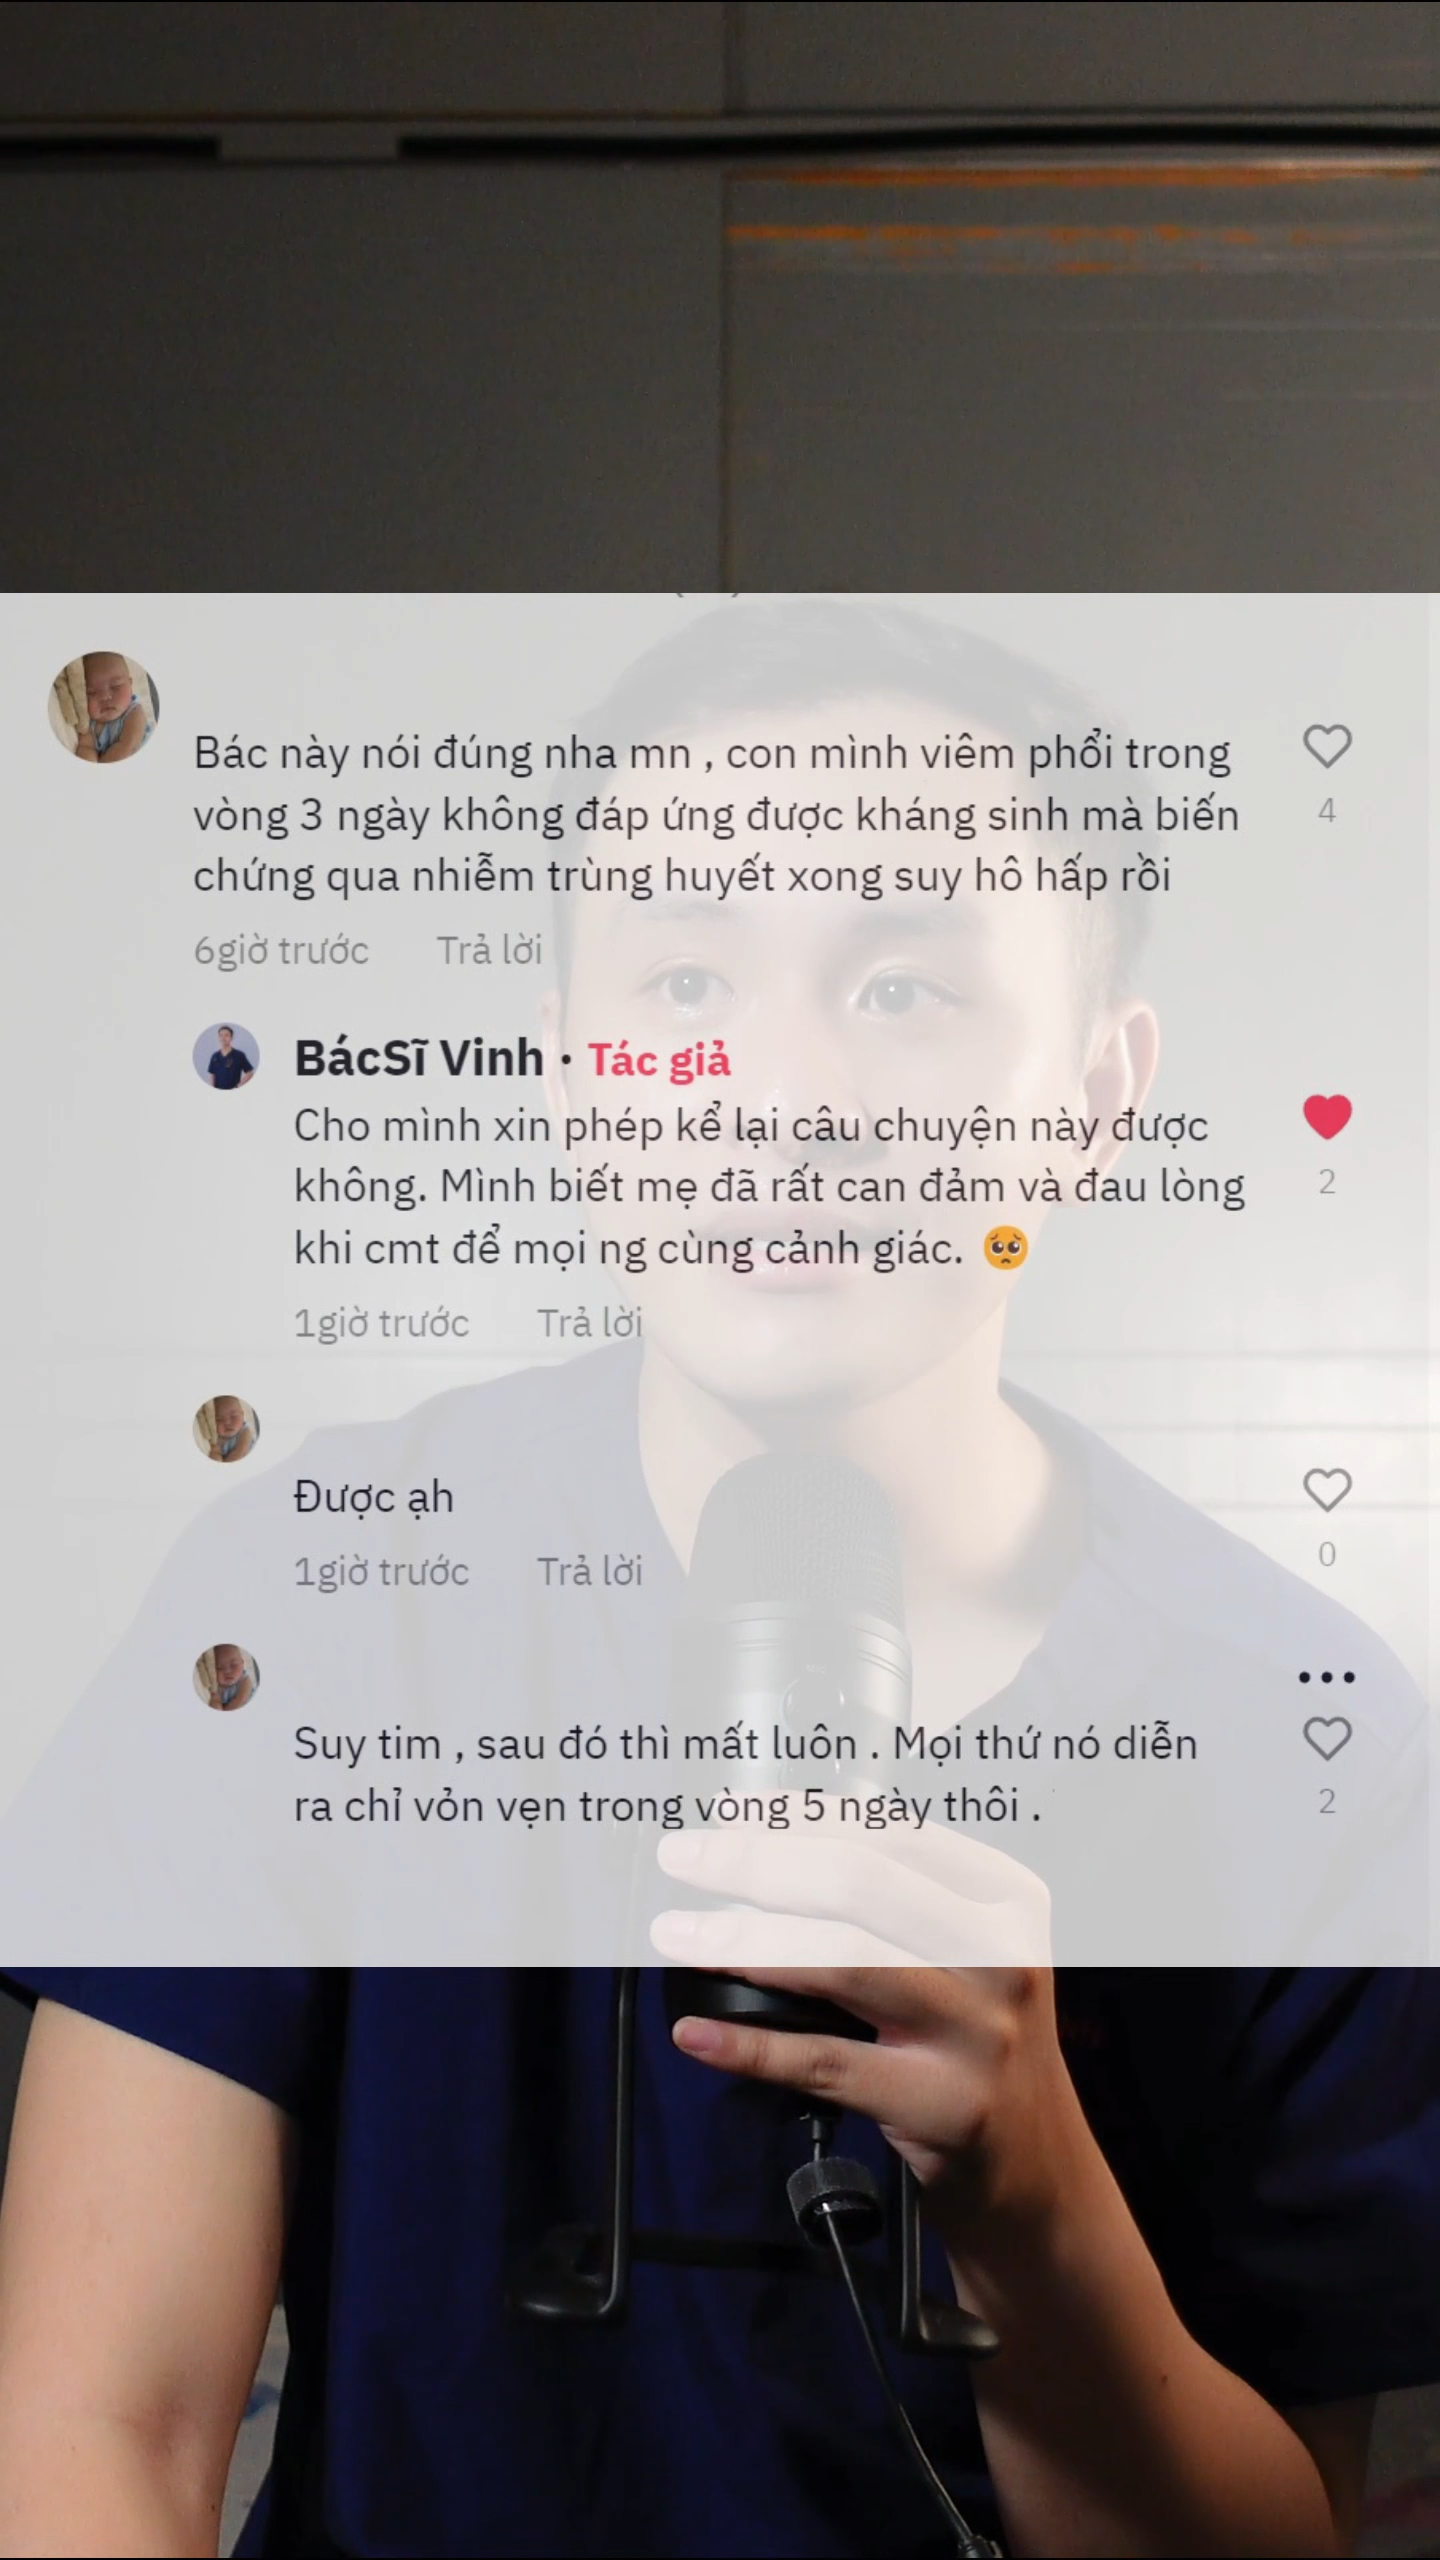 Bác này nói đúng nha mn , con mình viêm phổi trong
vòng 3 ngày không đáp ứng được kháng sinh mà biến
chứng qua nhiễm trùng huyết xong suy hô hấp rồi
4
6giờ trước Trả lời
BácSĩ Vinh · Tác giả
Cho mình xin phép kể lại câu chuyện này được
không. Mình biết mẹ đã rất can đảm và đau lòng
khi cmt để mọi ng cùng cảnh giác. 🥺
2
1giờ trước Trả lời
Được ạh
0
1giờ trước Trả lời
Suy tim , sau đó thì mất luôn . Mọi thứ nó diễn
ra chỉ vỏn vẹn trong vòng 5 ngày thôi .
2